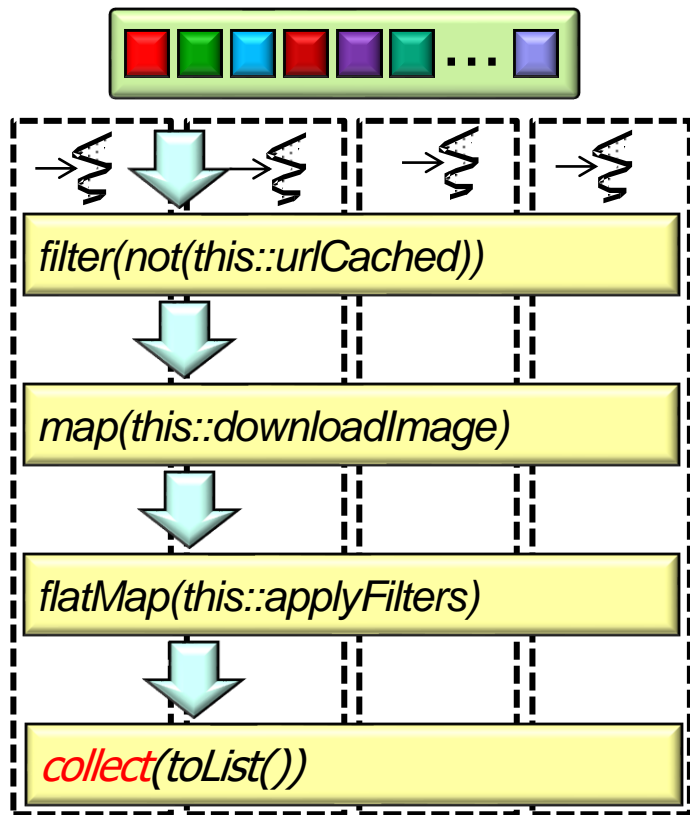 ...
filter(not(this::urlCached))
map(this::downloadImage)
flatMap(this::applyFilters)
collect(toList())